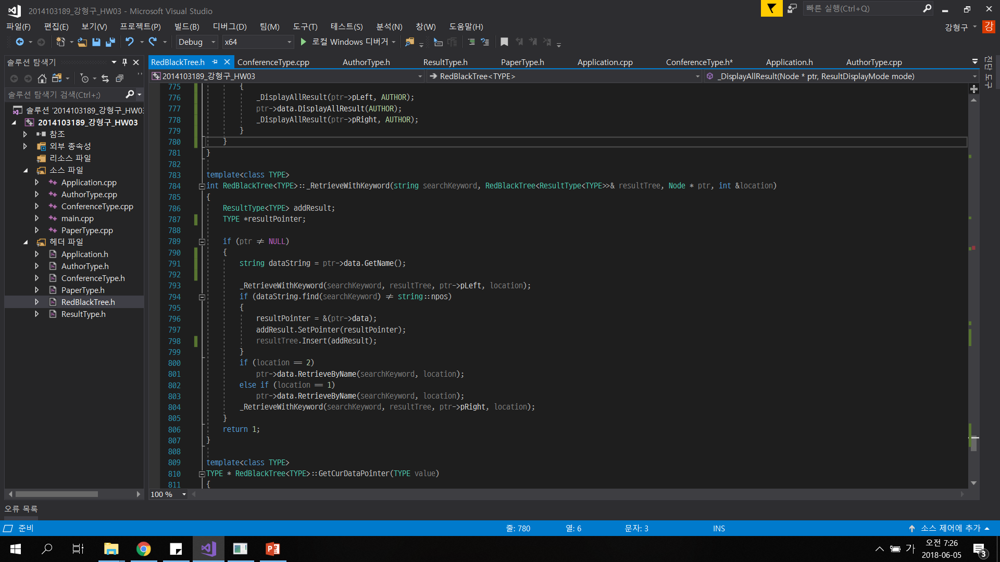 2014103189_강형구_HW03 - Microsoft Visual Studio
빠른 실행(Ctrl+Q)
파일(F) 편집(E) 보기(V) 프로젝트(P) 빌드(B) 디버그(D) 팀(M) 도구(T) 테스트(S) 분석(N) 창(W) 도움말(H)
강형구 강
Debug x64 로컬 Windows 디버거
솔루션 탐색기
RedBlackTree.h ConferenceType.cpp AuthorType.h ResultType.h PaperType.h Application.cpp ConferenceType.h* Application.h AuthorType.cpp
진단 도구
2014103189_강형구_HW03 RedBlackTree<TYPE> _DisplayAllResult(Node * ptr, ResultDisplayMode mode)
솔루션 탐색기 검색(Ctrl+;)
솔루션 '2014103189_강형구_HW03
2014103189_강형구_HW03
참조
외부 종속성
리소스 파일
소스 파일
Application.cpp
AuthorType.cpp
ConferenceType.cpp
main.cpp
PaperType.cpp
헤더 파일
Application.h
AuthorType.h
ConferenceType.h
PaperType.h
RedBlackTree.h
ResultType.h
775 {
776 _DisplayAllResult(ptr->pLeft, AUTHOR);
777 ptr->data.DisplayAllResult(AUTHOR);
778 _DisplayAllResult(ptr->pRight, AUTHOR);
779 }
780 }
781 }
782
783 template<class TYPE>
784 int RedBlackTree<TYPE>::_RetrieveWithKeyword(string searchKeyword, RedBlackTree<ResultType<TYPE>>& resultTree, Node * ptr, int &location)
785 {
786 ResultType<TYPE> addResult;
787 TYPE *resultPointer;
788
789 if (ptr != NULL)
790 {
791 string dataString = ptr->data.GetName();
792
793 _RetrieveWithKeyword(searchKeyword, resultTree, ptr->pLeft, location);
794 if (dataString.find(searchKeyword) != string::npos)
795 {
796 resultPointer = &(ptr->data);
797 addResult.SetPointer(resultPointer);
798 resultTree.Insert(addResult);
799 }
800 if (location == 2)
801 ptr->data.RetrieveByName(searchKeyword, location);
802 else if (location == 1)
803 ptr->data.RetrieveByName(searchKeyword, location);
804 _RetrieveWithKeyword(searchKeyword, resultTree, ptr->pRight, location);
805 }
806 return 1;
807 }
808
809 template<class TYPE>
810 TYPE * RedBlackTree<TYPE>::GetCurDataPointer(TYPE value)
811 {
100 %
오류 목록
준비 줄: 780 열: 6 문자: 3 INS 소스 제어에 추가
가 오전 7:26
2018-06-05 3